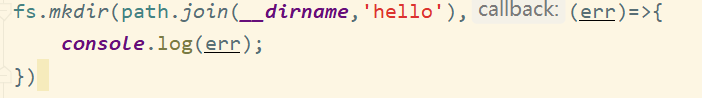 fs.mkdir(path.join(__dirname,'hello'), callback: (err)=>{
    console.log(err);
})